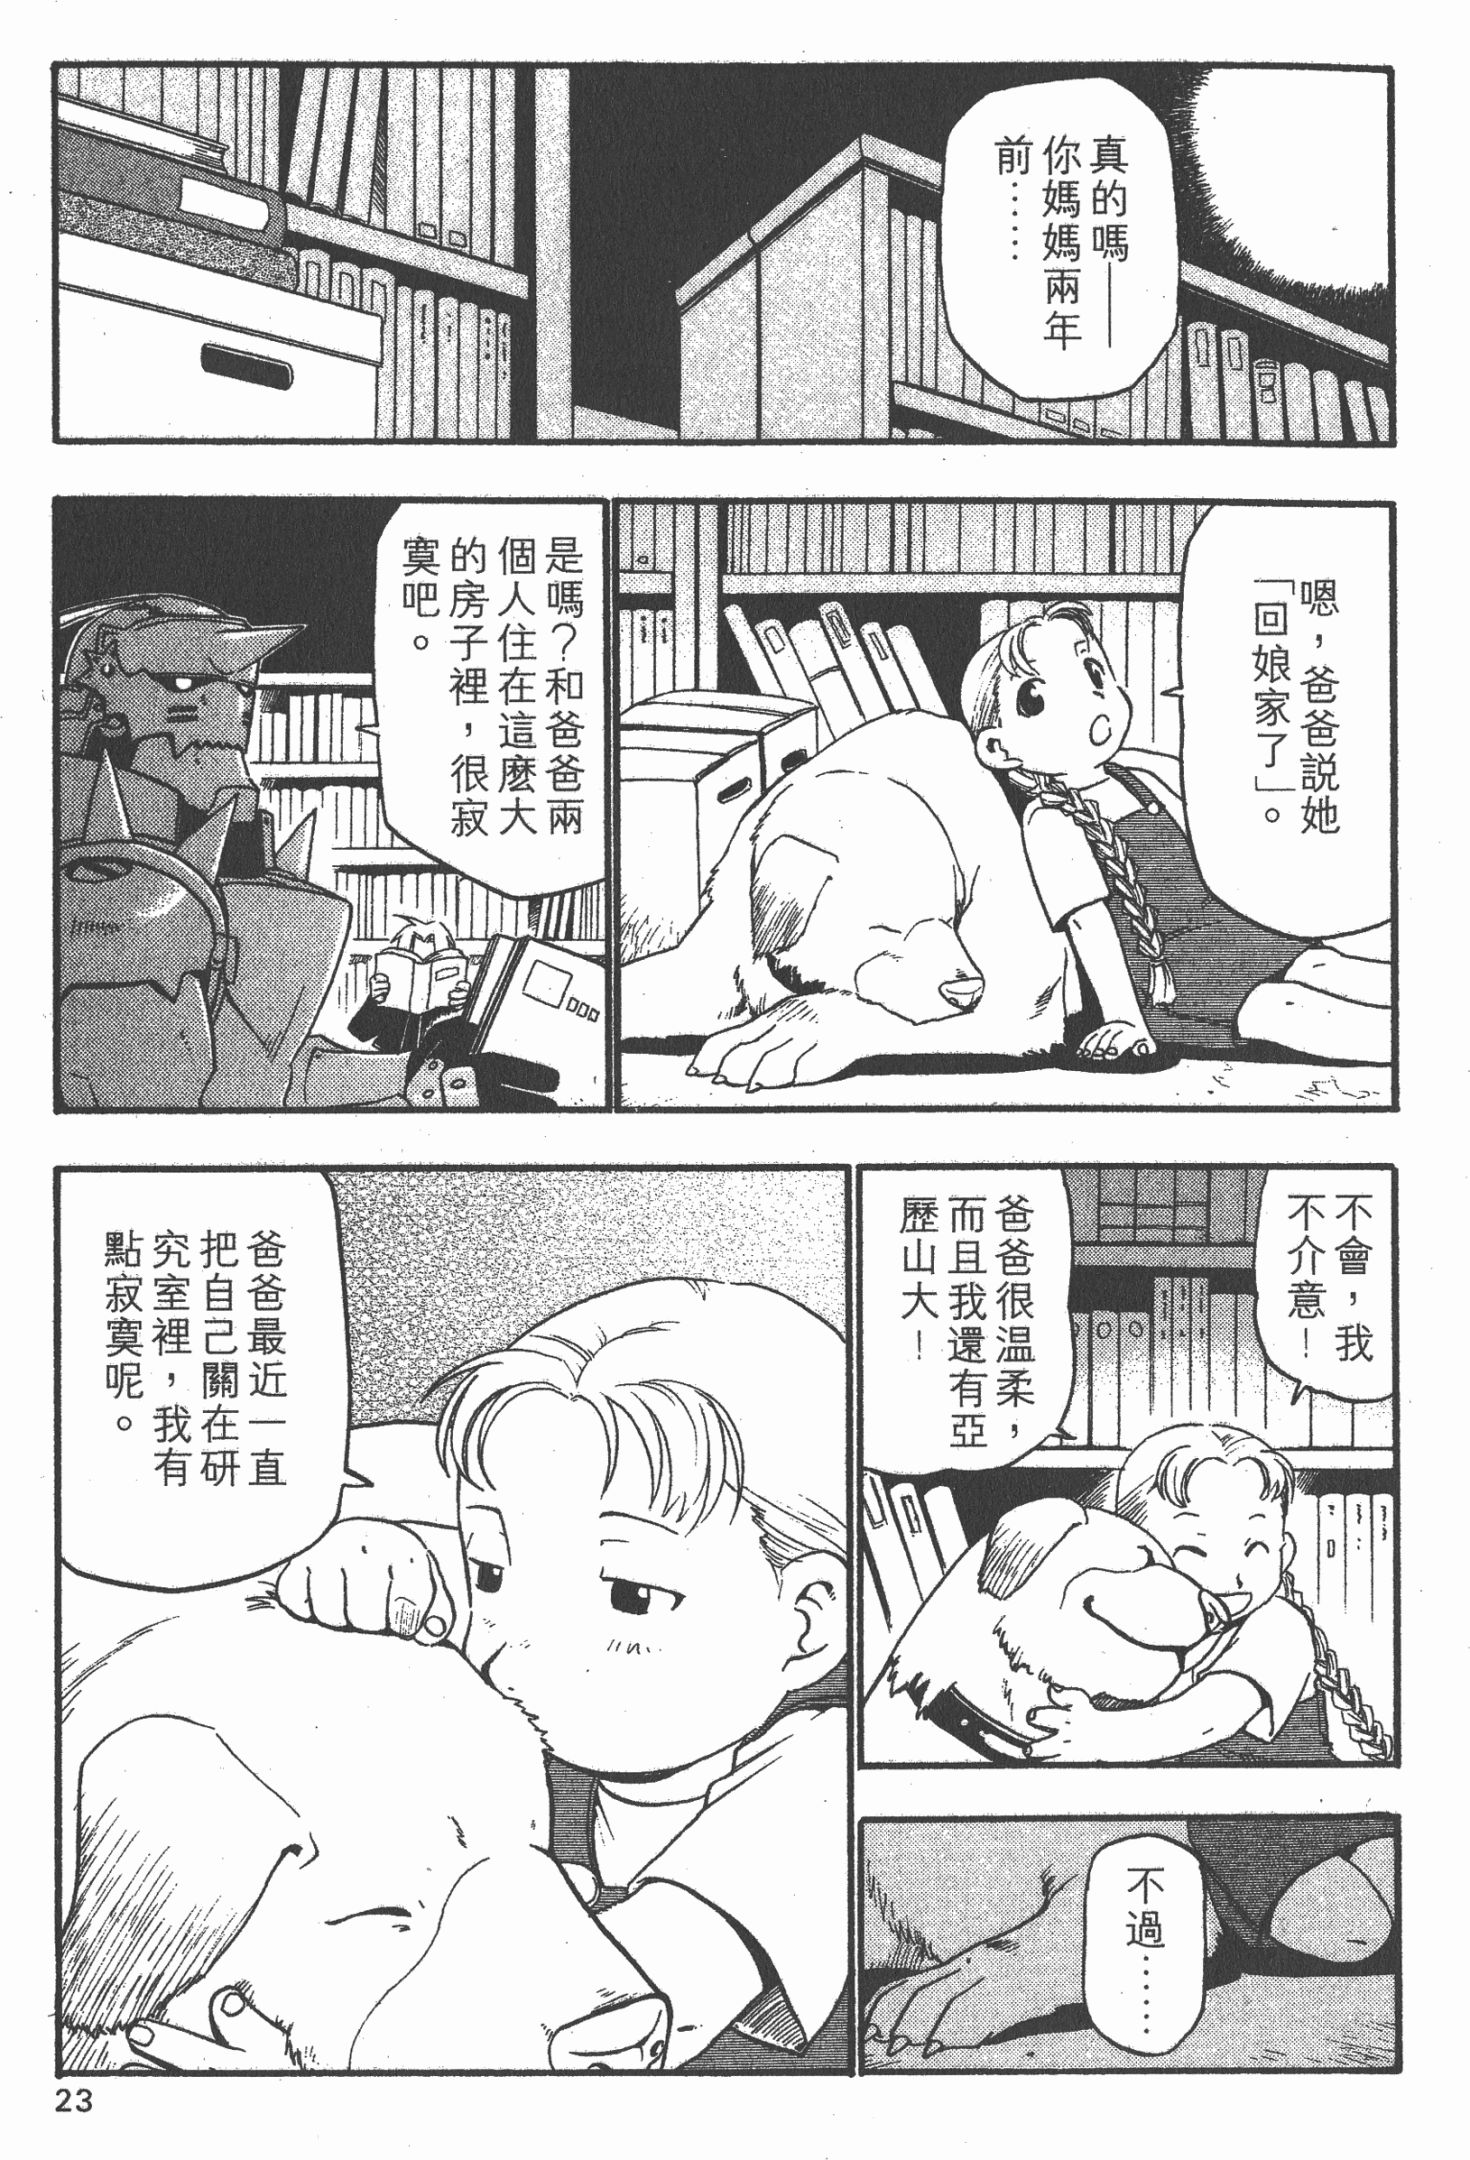 真的嗎——
你媽媽兩年
前……
嗯，爸爸説她
「回娘家了」。
是嗎？和爸爸兩
個人住在這麼大
的房子裡，很寂
寞吧。
不會，我
不介意！
爸爸很温柔，
而且我還有亞
歷山大！
不過……
爸爸最近一直
把自己關在研
究室裡，我有
點寂寞呢。
23